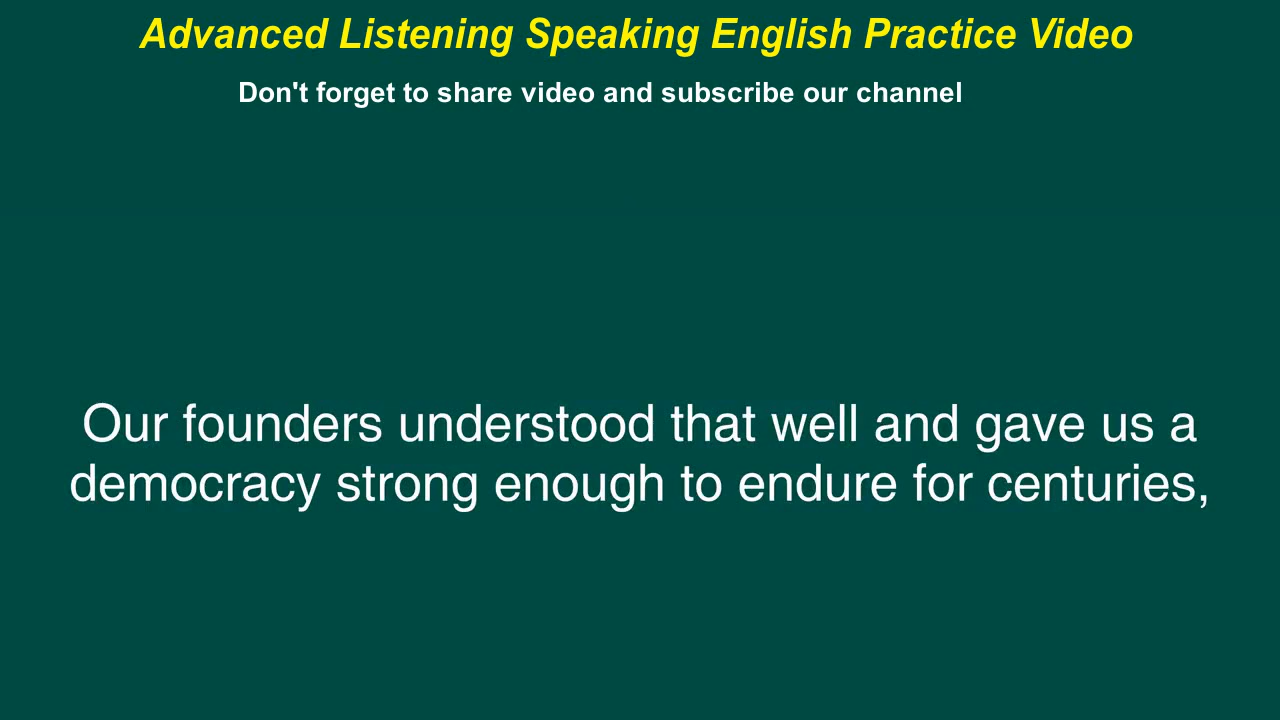 Advanced Listening Speaking English Practice Video
Don't forget to share video and subscribe our channel
Our founders understood that well and gave us a
democracy strong enough to endure for centuries,